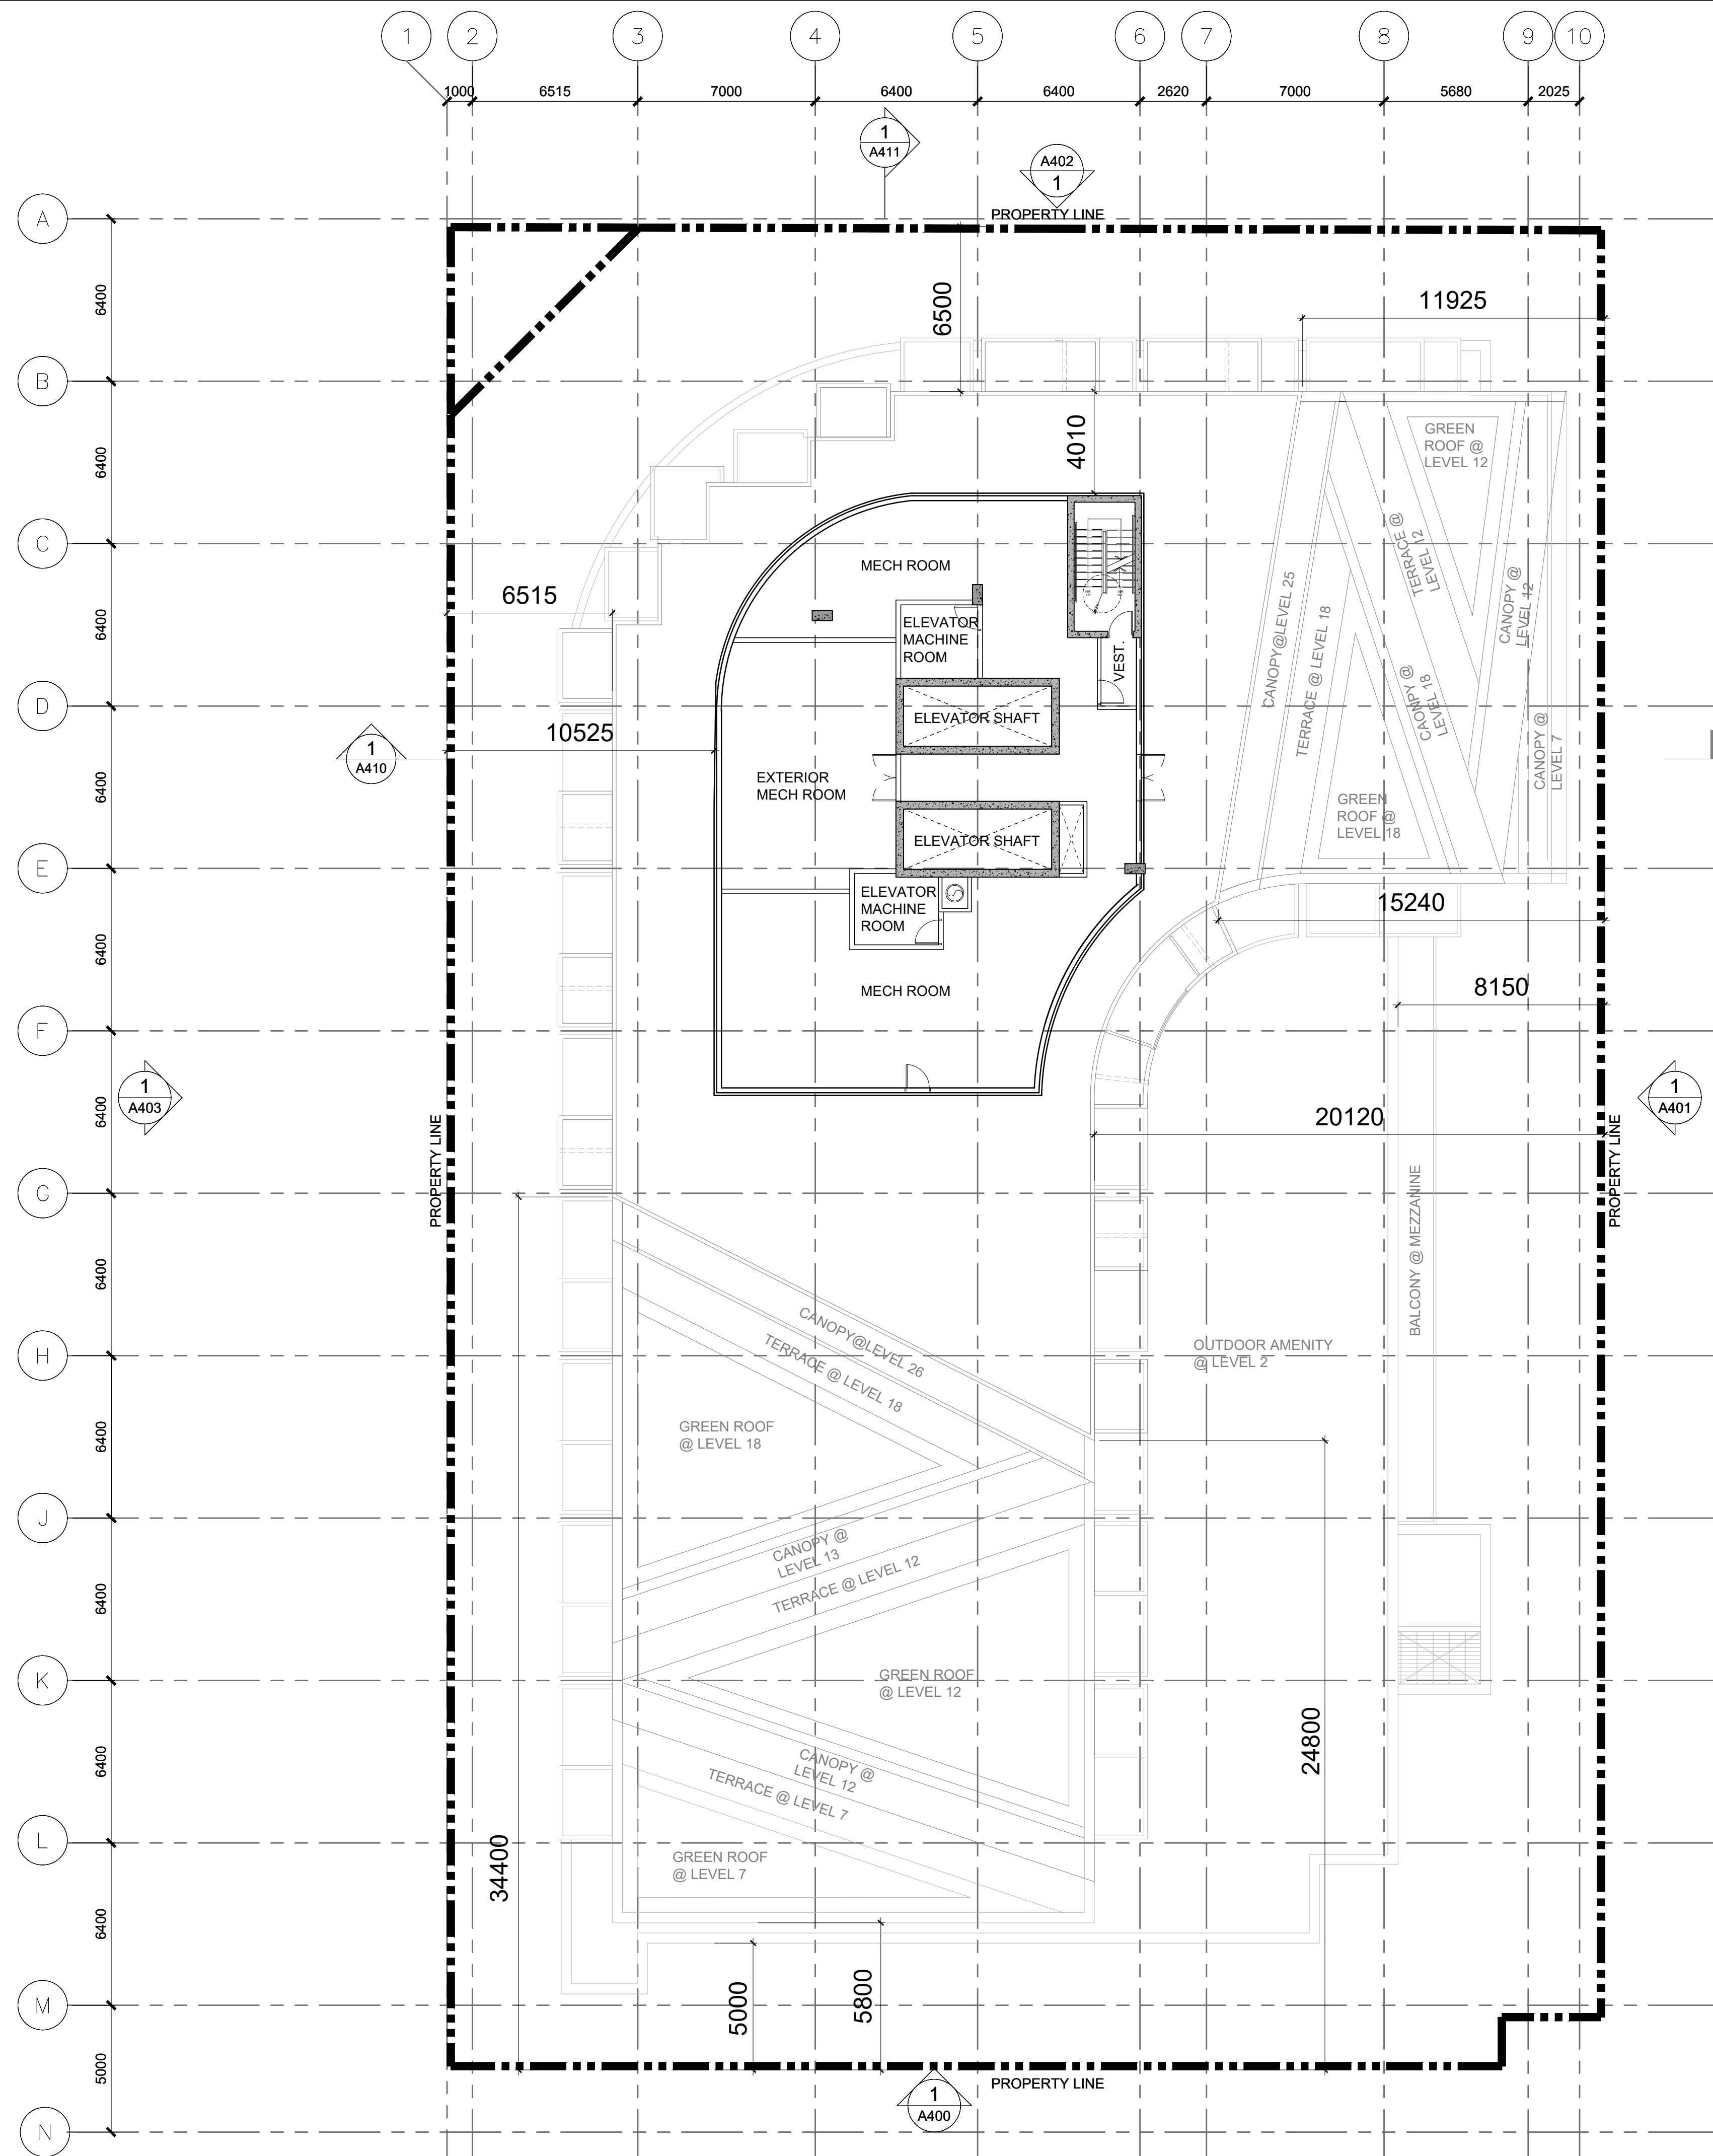 1
2
3
4
5
6
7
8
9
10
1000
6515
7000
6400
6400
2620
7000
5680
2025
1
A411
A402
1
A
PROPERTY LINE
6400
6500
11925
B
6400
4010
GREEN
ROOF @
LEVEL 12
C
MECH ROOM
TERRACE @
LEVEL 12
6515
6400
CANOPY@LEVEL 25
TERRACE @ LEVEL 18
CANOPY @
LEVEL 12
ELEVATOR
MACHINE
ROOM
VEST.
CAONPY @
LEVEL 18
D
ELEVATOR SHAFT
10525
1
A410
CANOPY @
LEVEL 7
EXTERIOR
MECH ROOM
6400
GREEN
ROOF @
LEVEL 18
ELEVATOR SHAFT
E
ELEVATOR
MACHINE
ROOM
15240
6400
MECH ROOM
8150
F
1
A403
1
A401
6400
20120
PROPERTY LINE
PROPERTY LINE
G
BALCONY @ MEZZANINE
6400
CANOPY@LEVEL 26
TERRACE @ LEVEL 18
OUTDOOR AMENITY
@ LEVEL 2
H
GREEN ROOF
@ LEVEL 18
6400
J
CANOPY @
LEVEL 13
TERRACE @ LEVEL 12
6400
K
GREEN ROOF
@ LEVEL 12
24800
6400
CANOPY @
LEVEL 12
TERRACE @ LEVEL 7
L
34400
GREEN ROOF
@ LEVEL 7
6400
M
5000
5800
5000
PROPERTY LINE
1
A400
N